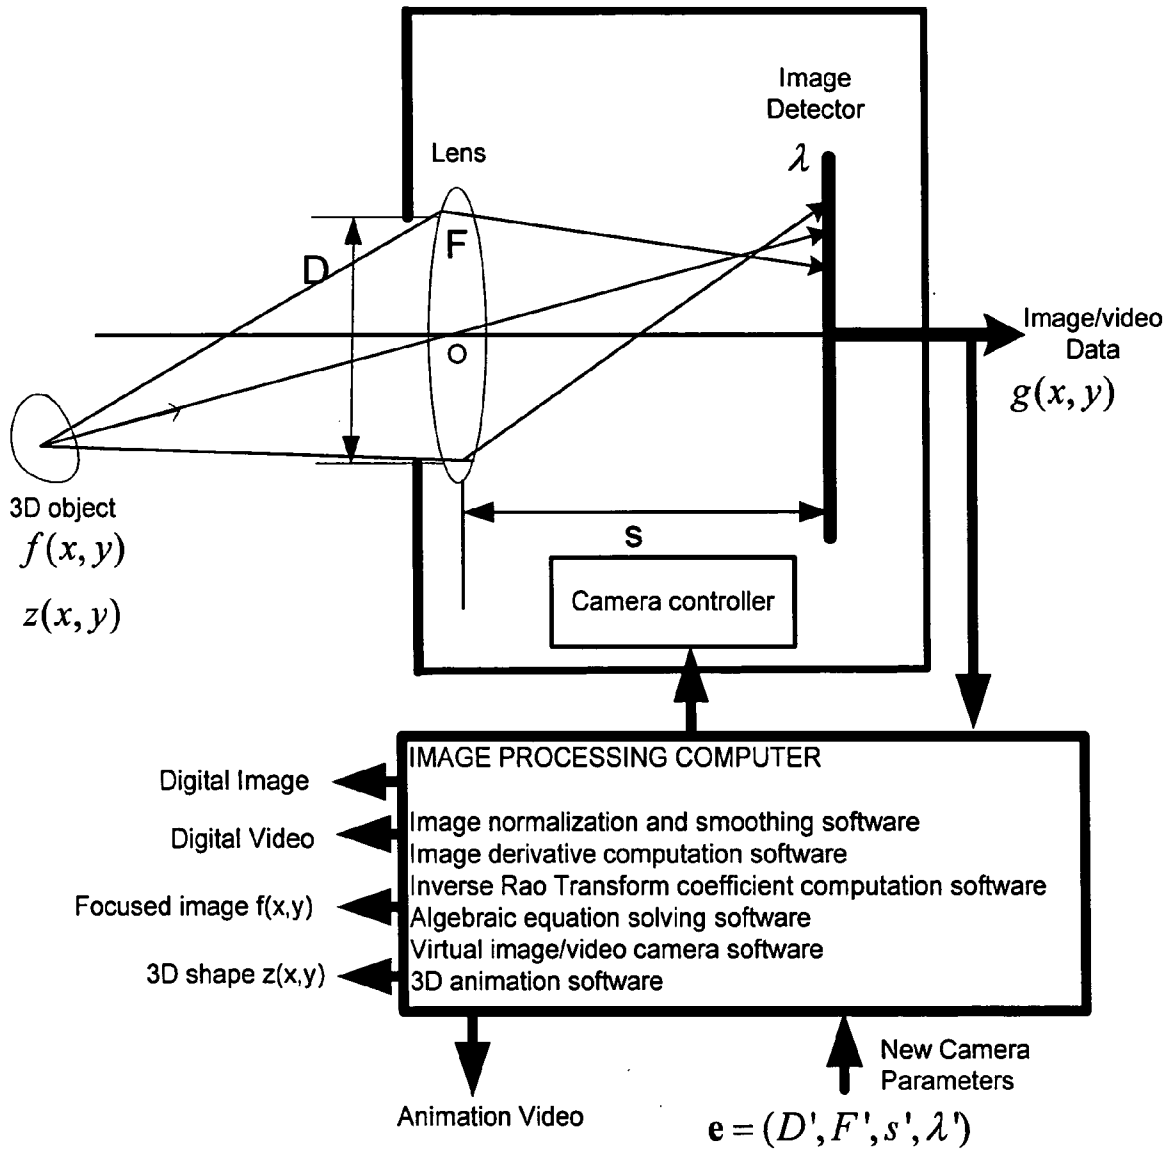 Image
Detector
λ
Lens
F
D
O
Image/video
Data
g(x, y)
3D object
f(x, y)
z(x, y)
s
Camera controller
IMAGE PROCESSING COMPUTER
Image normalization and smoothing software
Image derivative computation software
Inverse Rao Transform coefficient computation software
Algebraic equation solving software
Virtual image/video camera software
3D animation software
Digital Image
Digital Video
Focused image f(x,y)
3D shape z(x,y)
Animation Video
New Camera
Parameters
e = (D', F', s', λ')